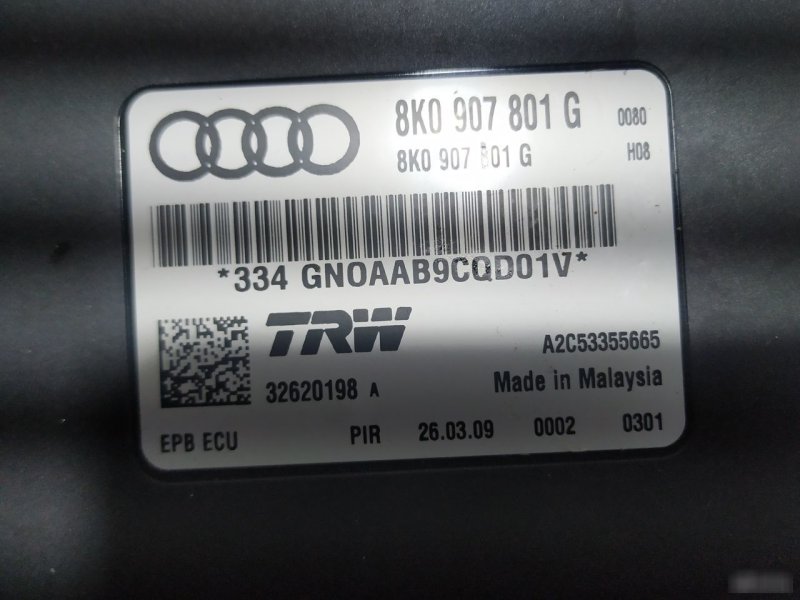 8K0 907 801 G 0080
8K0 907 801 G H08
*334 GN0AAB9CQD01V*
TRW A2C53355665
32620198 A Made in Malaysia
EPB ECU PIR 26.03.09 0002 0301